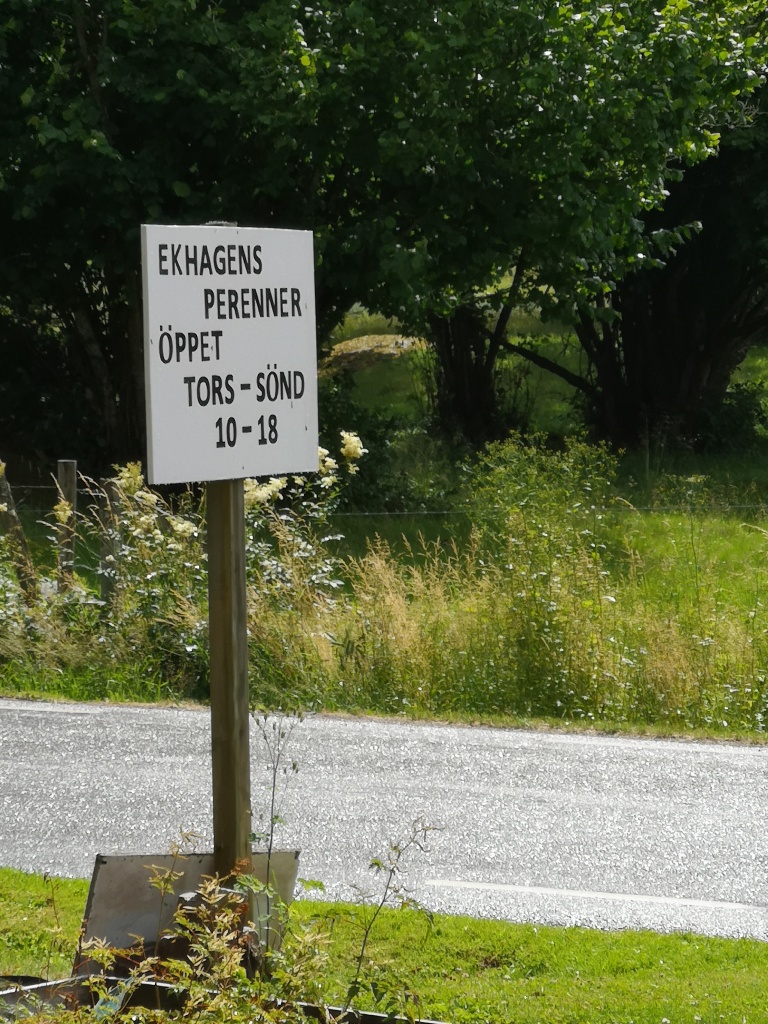 EKHAGENS
PERENNER
ÖPPET
TORS-SÖND
10-18